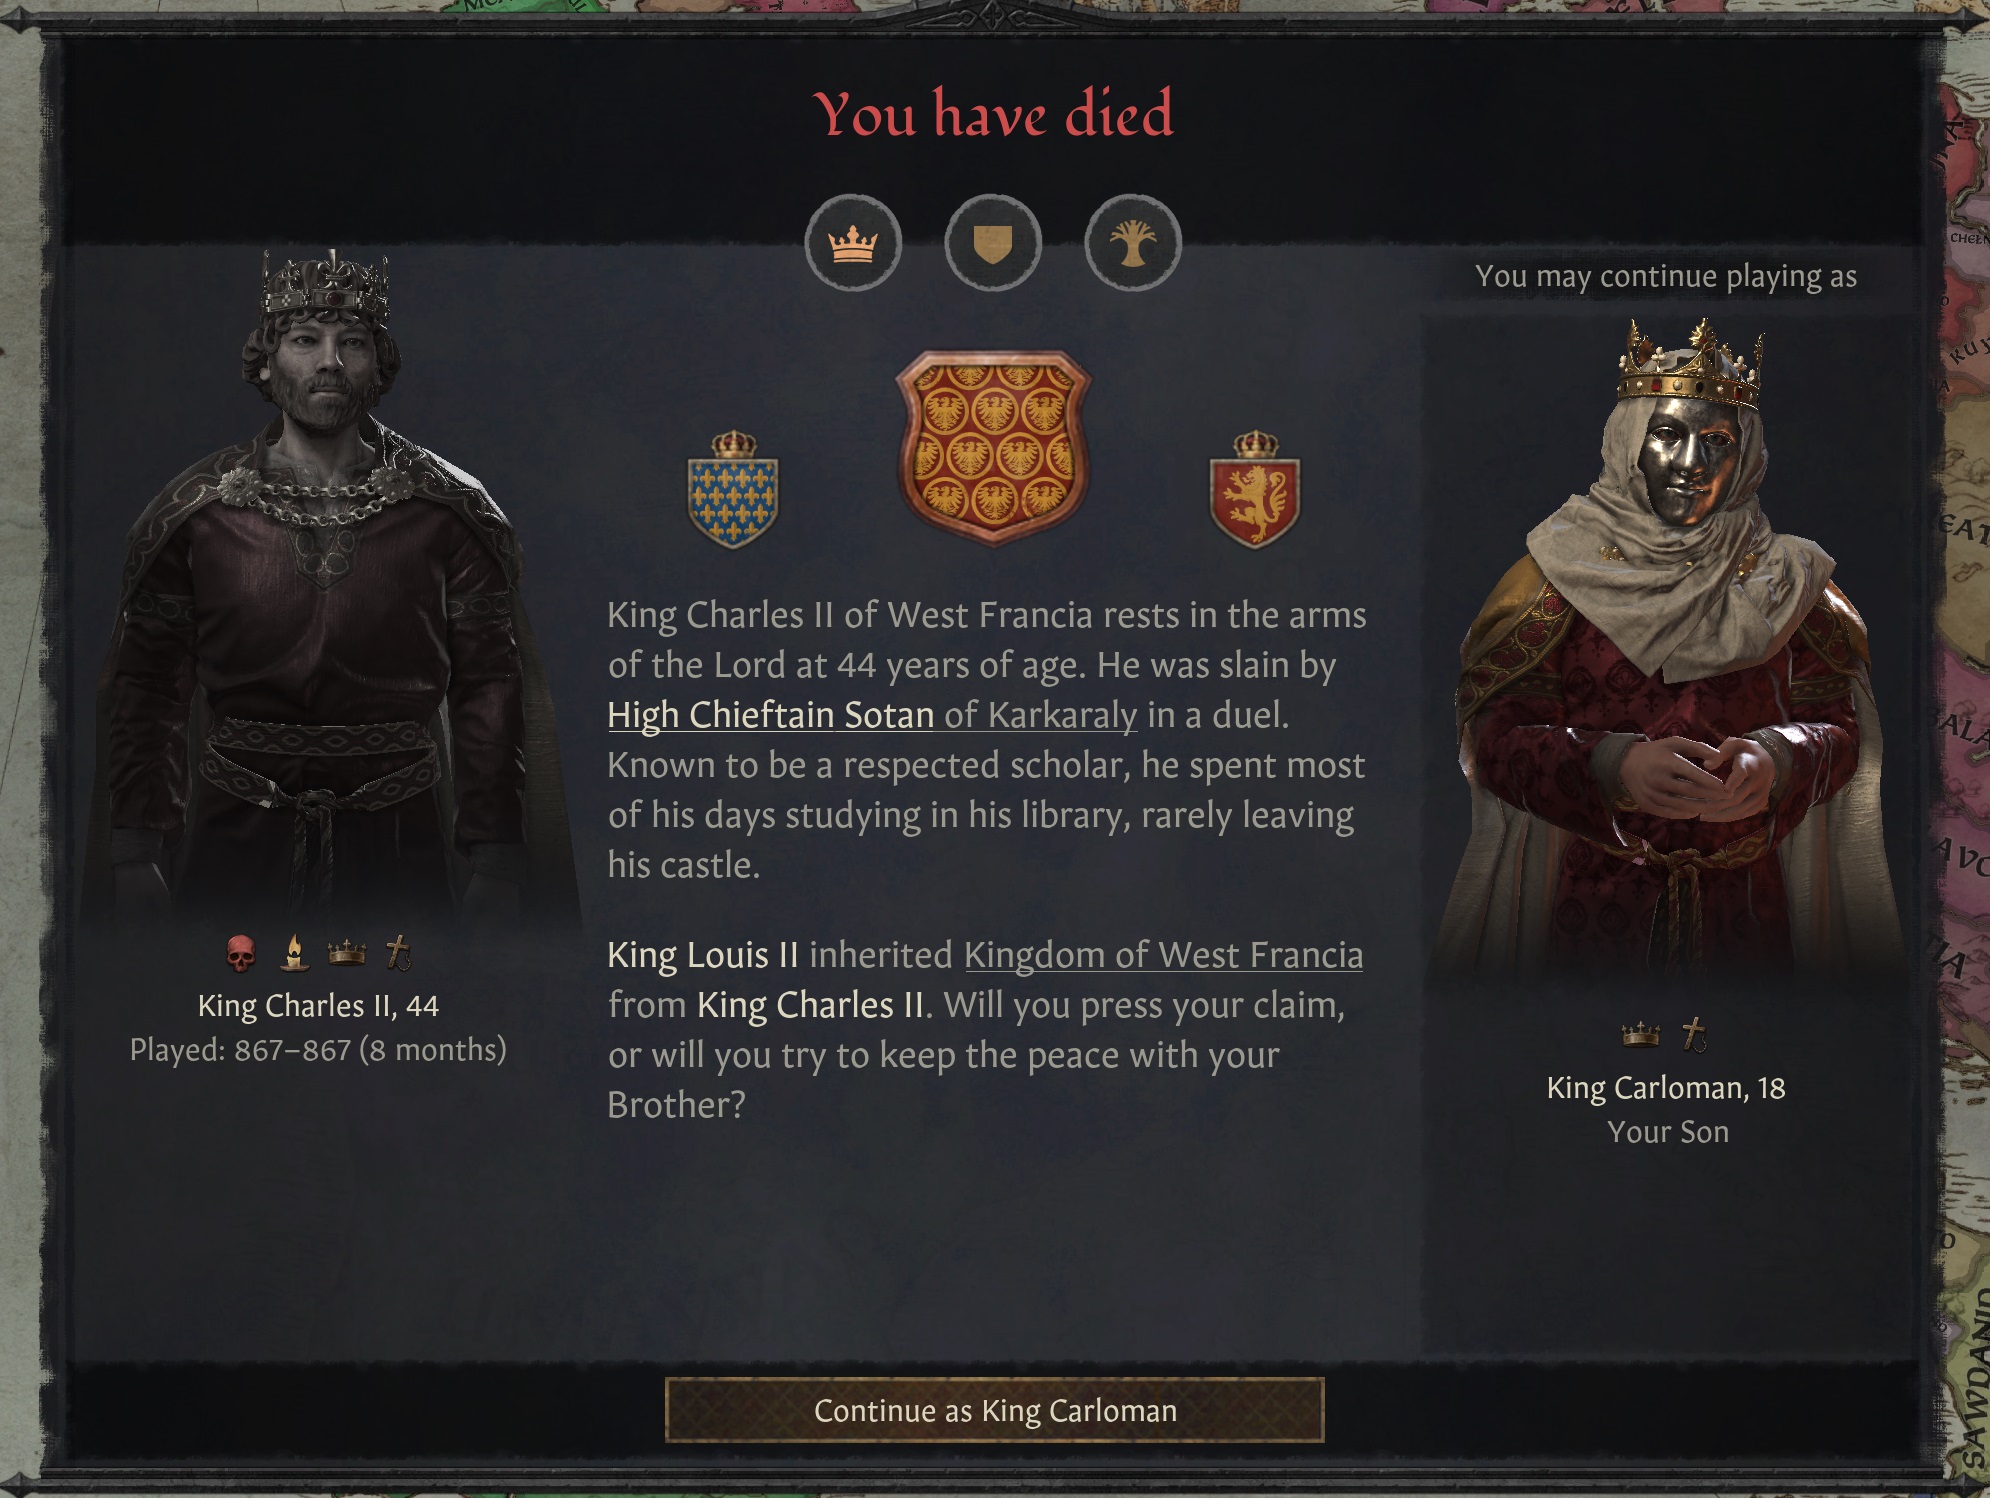 You have died
You may continue playing as
King Charles II of West Francia rests in the arms
of the Lord at 44 years of age. He was slain by
High Chieftain Sotan of Karkaraly in a duel.
Known to be a respected scholar, he spent most
of his days studying in his library, rarely leaving
his castle.
King Louis II inherited Kingdom of West Francia
from King Charles II. Will you press your claim,
or will you try to keep the peace with your
Brother?
King Charles II, 44
Played: 867–867 (8 months)
King Carloman, 18
Your Son
Continue as King Carloman
SAWDAND